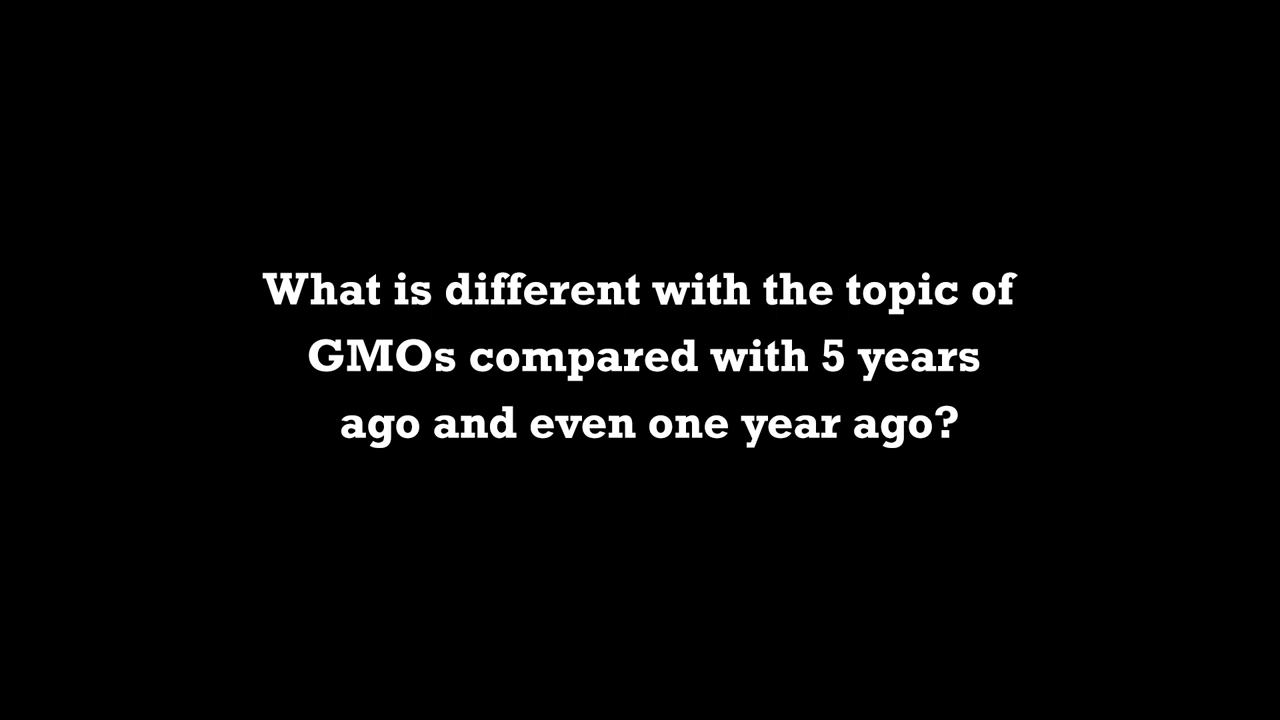 What is different with the topic of
GMOs compared with 5 years
ago and even one year ago?